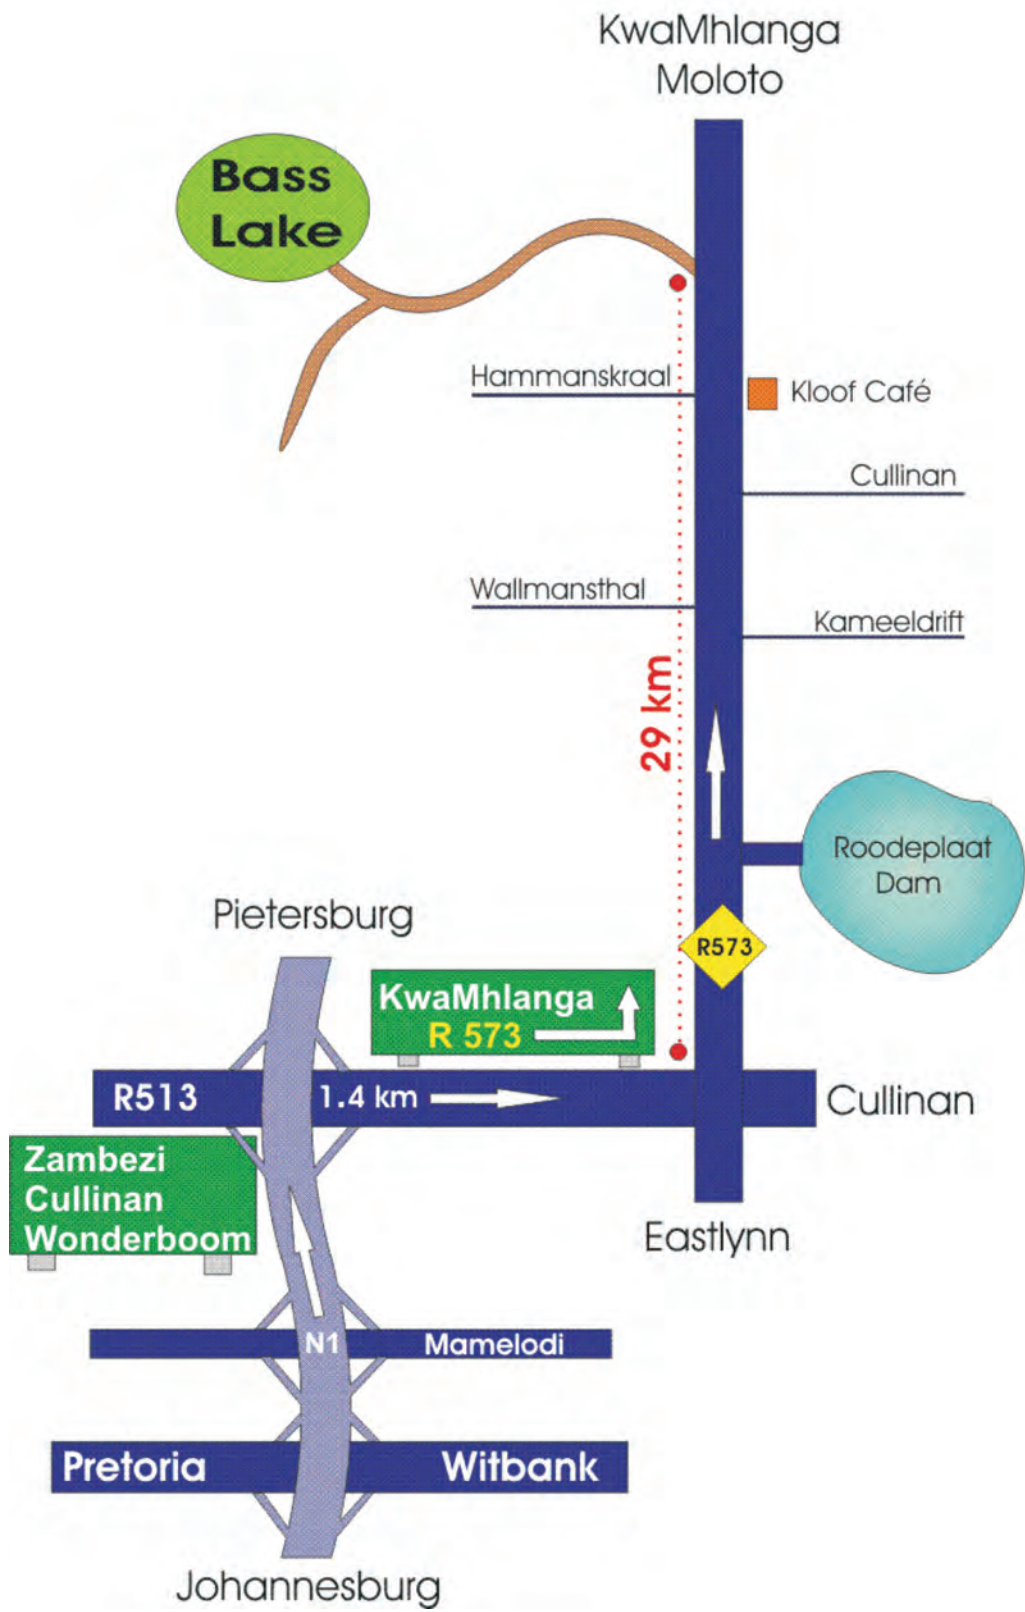 KwaMhlanga
Moloto
Bass
Lake
Hammanskraal
Kloof Café
Cullinan
Wallmansthal
Kameeldrift
29 km
Roodeplaat
Dam
Pietersburg
R573
KwaMhlanga
R 573
R513
1.4 km
Cullinan
Zambezi
Cullinan
Wonderboom
Eastlynn
N1
Mamelodi
Pretoria
Witbank
Johannesburg